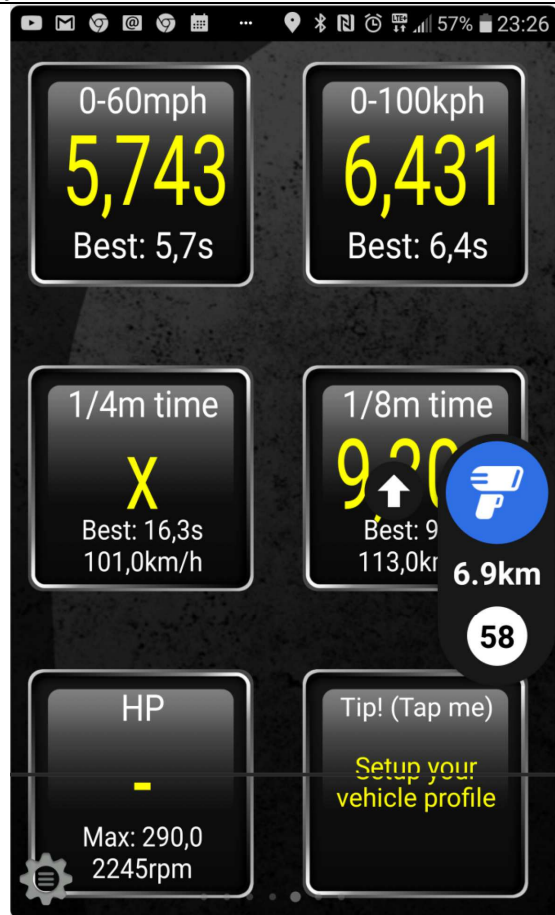 57% 23:26
0-60mph
5,743
Best: 5,7s
0-100kph
6,431
Best: 6,4s
1/4m time
x
Best: 16,3s
101,0km/h
1/8m time
Best: 9
6.9km
58
HP
-
Max: 290,0
2245rpm
Tip! (Tap me)
Setup your
vehicle profile